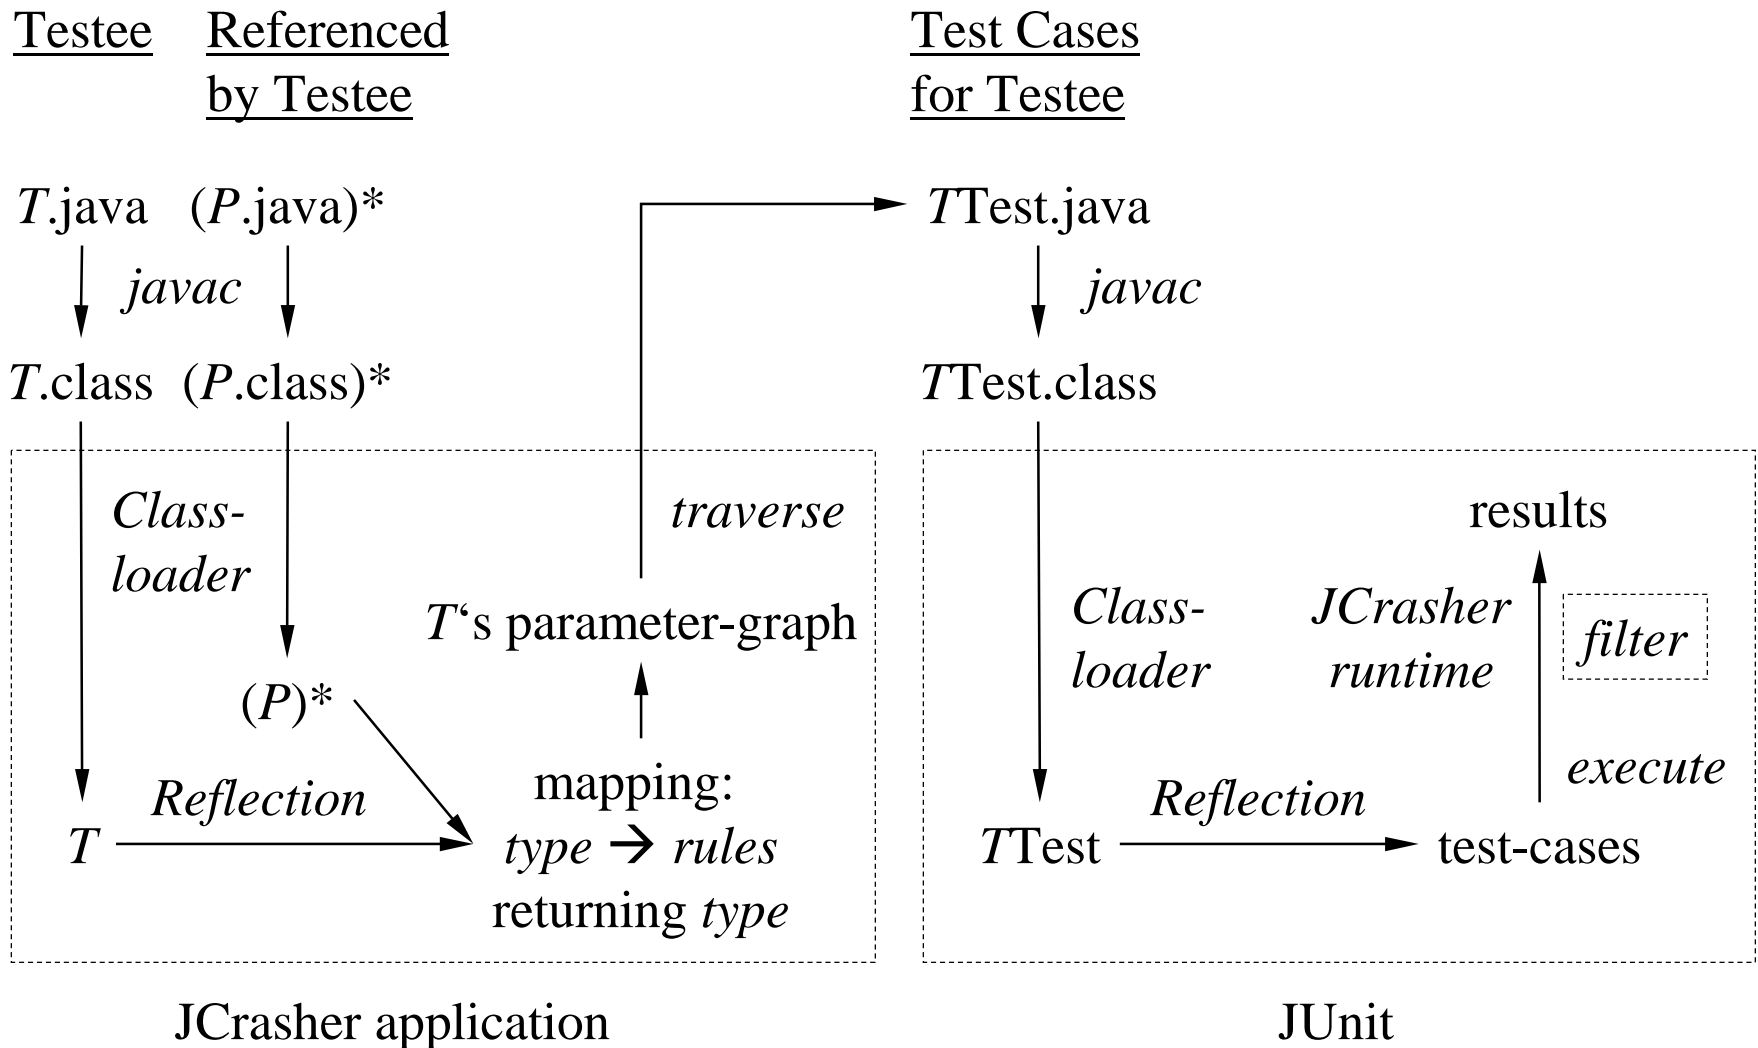 Testee
Referenced
by Testee
Test Cases
for Testee
T.java
(P.java)*
TTest.java
javac
javac
T.class
(P.class)*
TTest.class
Class-
loader
traverse
results
T‘s parameter-graph
Class-
loader
JCrasher
runtime
filter
(P)*
mapping:
type → rules
returning type
Reflection
T
execute
Reflection
TTest
test-cases
JCrasher application
JUnit